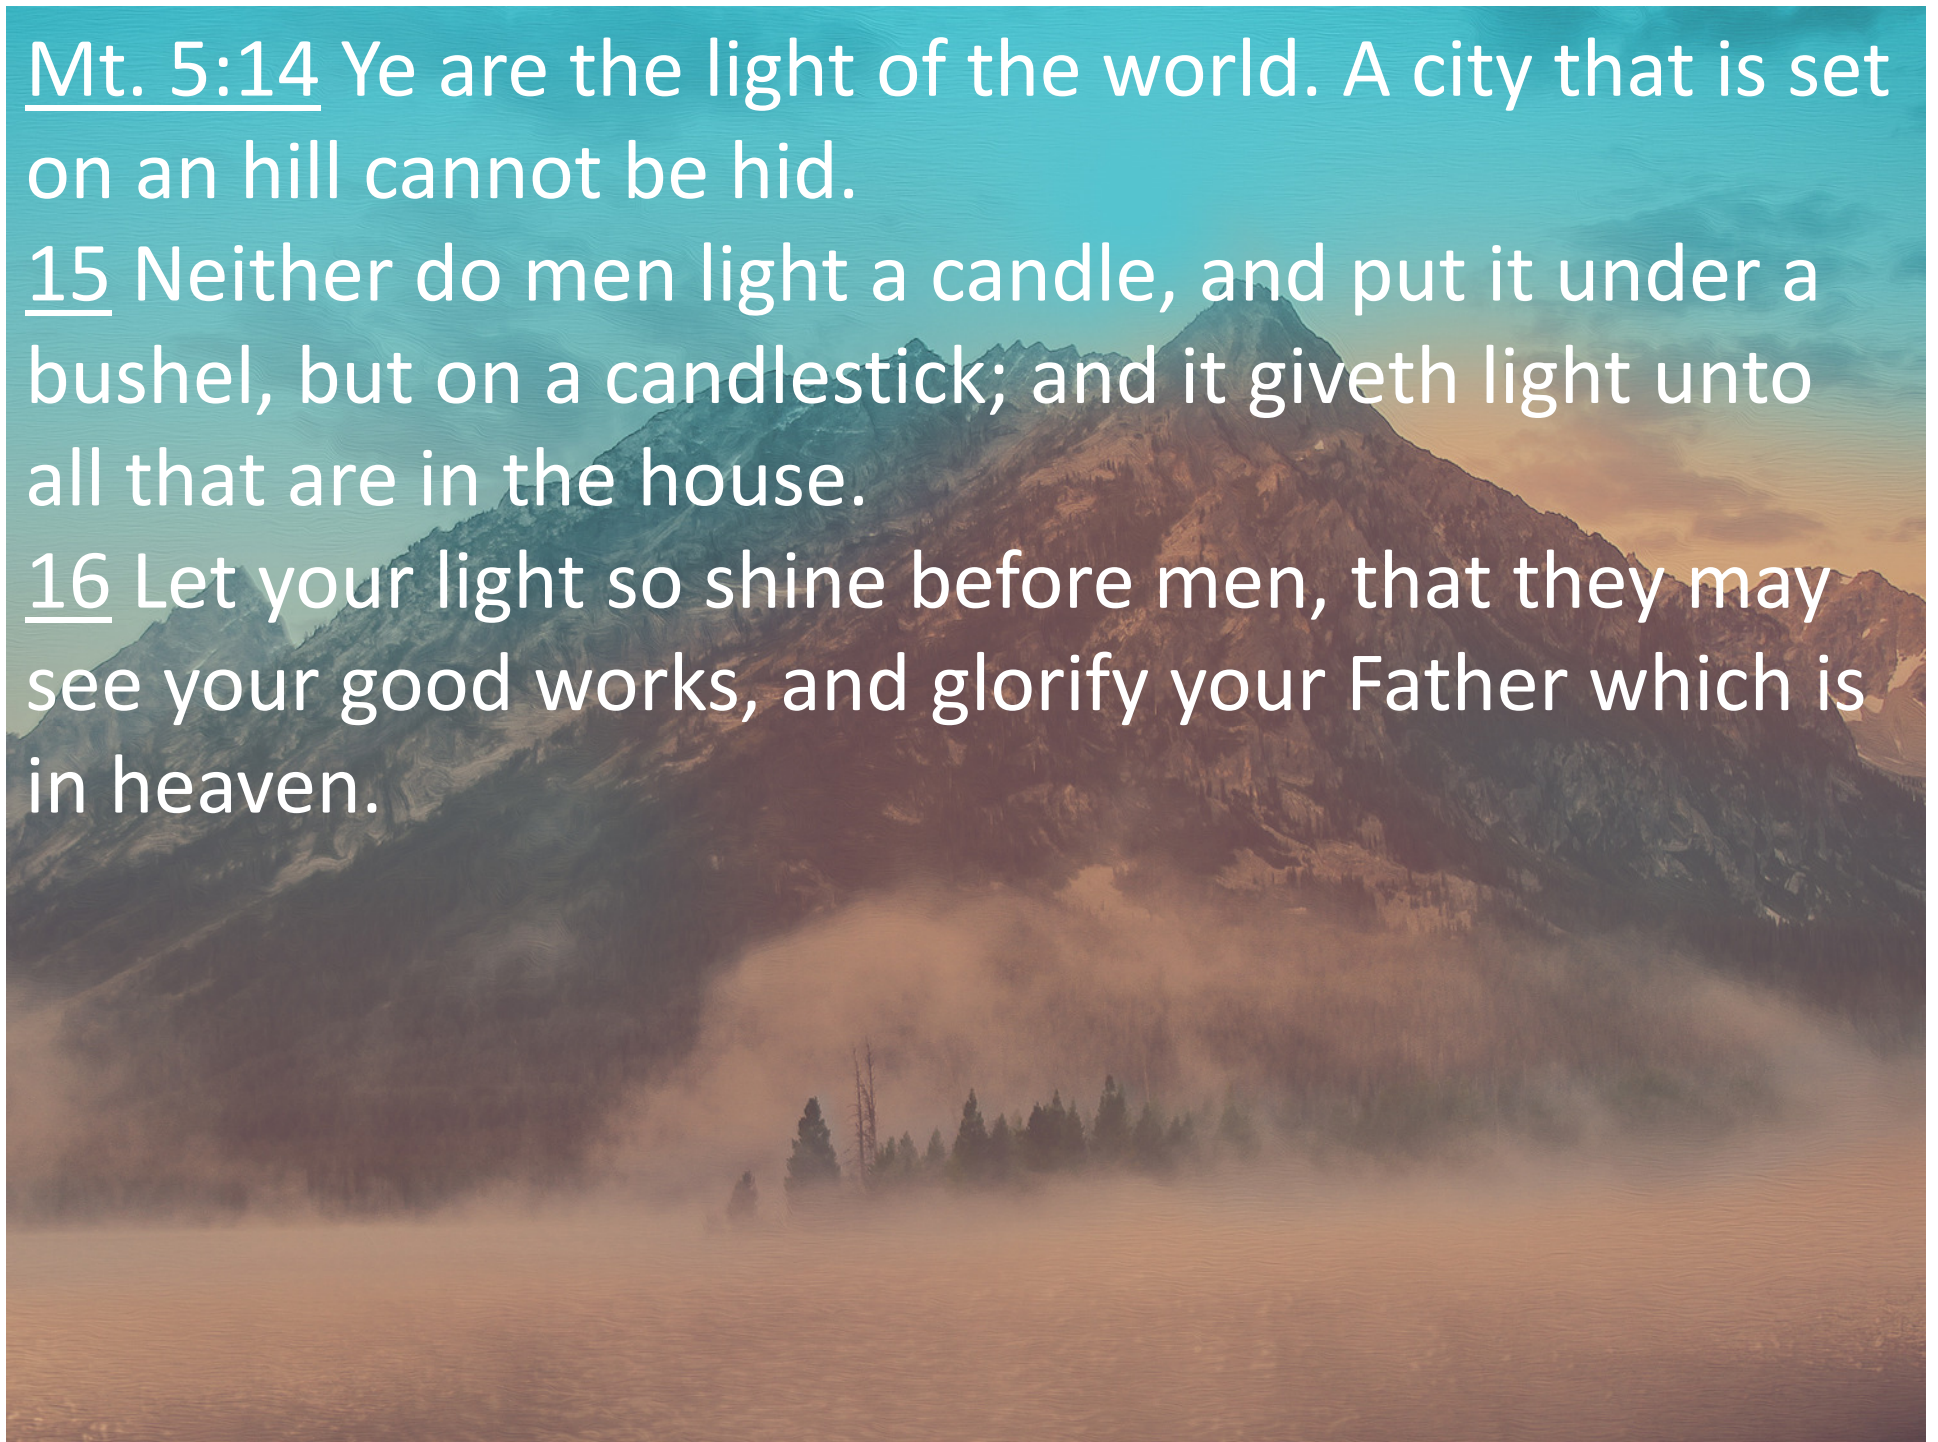 Mt. 5:14 Ye are the light of the world. A city that is set
on an hill cannot be hid.
15 Neither do men light a candle, and put it under a
bushel, but on a candlestick; and it giveth light unto
all that are in the house.
16 Let your light so shine before men, that they may
see your good works, and glorify your Father which is
in heaven.